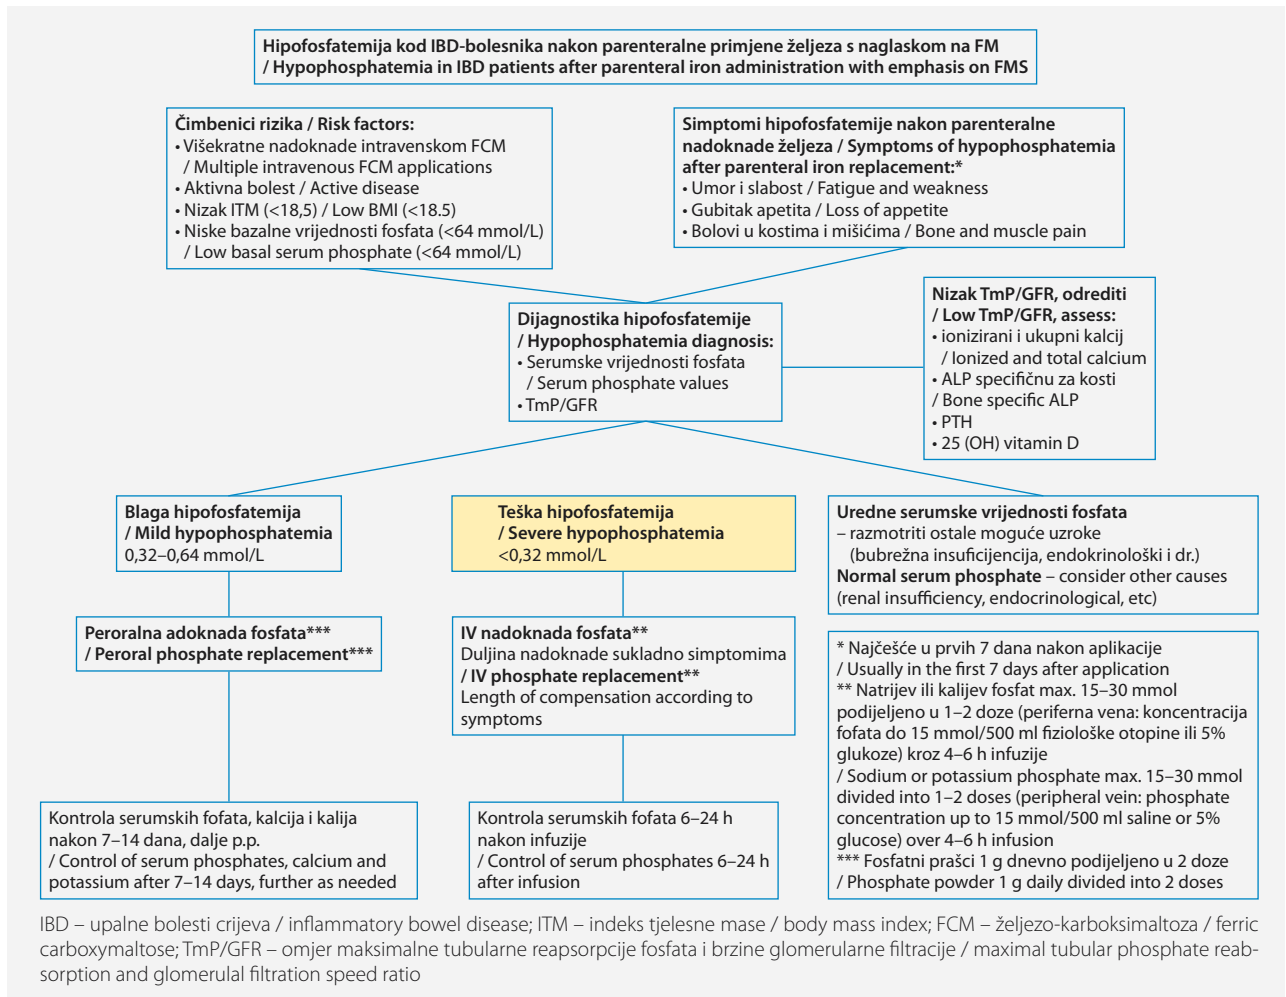 Hipofosfatemija kod IBD-bolesnika nakon parenteralne primjene željeza s naglaskom na FM
/ Hypophosphatemia in IBD patients after parenteral iron administration with emphasis on FMS
Čimbenici rizika / Risk factors:
• Višekratne nadoknade intravenskom FCM
/ Multiple intravenous FCM applications
• Aktivna bolest / Active disease
• Nizak ITM (<18,5) / Low BMI (<18.5)
• Niske bazalne vrijednosti fosfata (<64 mmol/L)
/ Low basal serum phosphate (<64 mmol/L)
Simptomi hipofosfatemije nakon parenteralne
nadoknade željeza / Symptoms of hypophosphatemia
after parenteral iron replacement:*
• Umor i slabost / Fatigue and weakness
• Gubitak apetita / Loss of appetite
• Bolovi u kostima i mišićima / Bone and muscle pain
Dijagnostika hipofosfatemije
/ Hypophosphatemia diagnosis:
• Serumske vrijednosti fosfata
/ Serum phosphate values
• TmP/GFR
Nizak TmP/GFR, odrediti
/ Low TmP/GFR, assess:
• ionizirani i ukupni kalcij
/ Ionized and total calcium
• ALP specifičnu za kosti
/ Bone specific ALP
• PTH
• 25 (OH) vitamin D
Blaga hipofosfatemija
/ Mild hypophosphatemia
0,32–0,64 mmol/L
Teška hipofosfatemija
/ Severe hypophosphatemia
<0,32 mmol/L
Uredne serumske vrijednosti fosfata
– razmotriti ostale moguće uzroke
(bubrežna insuficijencija, endokrinološki i dr.)
Normal serum phosphate – consider other causes
(renal insufficiency, endocrinological, etc)
Peroralna adoknada fosfata***
/ Peroral phosphate replacement***
IV nadoknada fosfata**
Duljina nadoknade sukladno simptomima
/ IV phosphate replacement**
Length of compensation according to
symptoms
* Najčešće u prvih 7 dana nakon aplikacije
/ Usually in the first 7 days after application
** Natrijev ili kalijev fosfat max. 15–30 mmol
podijeljeno u 1–2 doze (periferna vena: koncentracija
fofata do 15 mmol/500 ml fiziološke otopine ili 5%
glukoze) kroz 4–6 h infuzije
/ Sodium or potassium phosphate max. 15–30 mmol
divided into 1–2 doses (peripheral vein: phosphate
concentration up to 15 mmol/500 ml saline or 5%
glucose) over 4–6 h infusion
*** Fosfatni prašci 1 g dnevno podijeljeno u 2 doze
/ Phosphate powder 1 g daily divided into 2 doses
Kontrola serumskih fofata, kalcija i kalija
nakon 7–14 dana, dalje p.p.
/ Control of serum phosphates, calcium and
potassium after 7–14 days, further as needed
Kontrola serumskih fofata 6–24 h
nakon infuzije
/ Control of serum phosphates 6–24 h
after infusion
IBD – upalne bolesti crijeva / inflammatory bowel disease; ITM – indeks tjelesne mase / body mass index; FCM – željezo-karboksimaltoza / ferric
carboxymaltose; TmP/GFR – omjer maksimalne tubularne reapsorpcije fosfata i brzine glomerularne filtracije / maximal tubular phosphate reab-
sorption and glomerulal filtration speed ratio